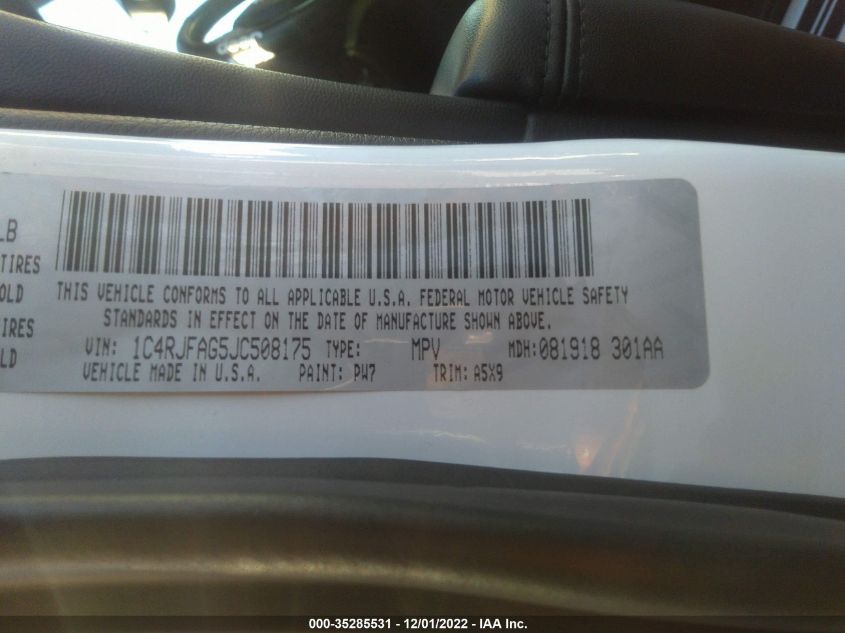 LB
TIRES
OLD
IRES
LD
THIS VEHICLE CONFORMS TO ALL APPLICABLE U.S.A. FEDERAL MOTOR VEHICLE SAFETY
STANDARDS IN EFFECT ON THE DATE OF MANUFACTURE SHOWN ABOVE.
VIN: 1C4RJFAG5JC508175 TYPE: MPV MDH:081918 301AA
VEHICLE MADE IN U.S.A. PAINT: PW7 TRIM: A5X9
000-35285531 - 12/01/2022 - IAA Inc.